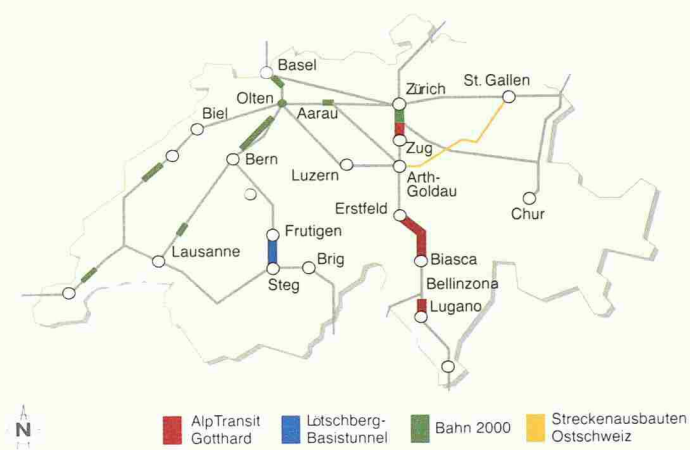 Basel
Zürich
St. Gallen
Olten
Aarau
Biel
Zug
Bern
Luzern
Arth-
Goldau
Erstfeld
Chur
Frutigen
Lausanne
Brig
Biasca
Steg
Bellinzona
Lugano
N
AlpTransit
Gotthard
Lötschberg-
Basistunnel
Bahn 2000
Streckenausbauten
Ostschweiz